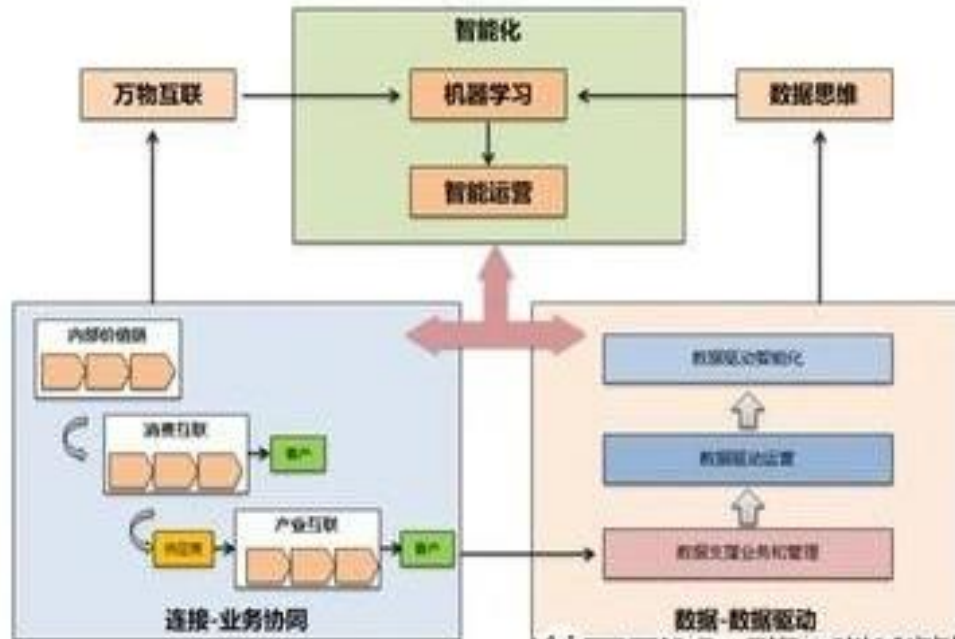 智能化
万物互联
机器学习
数据思维
智能运营
内部价值链
消费互联
客户
产业互联
供应商
客户
连接-业务协同
数据驱动智能化
数据驱动运营
数据支撑业务和管理
数据-数据驱动